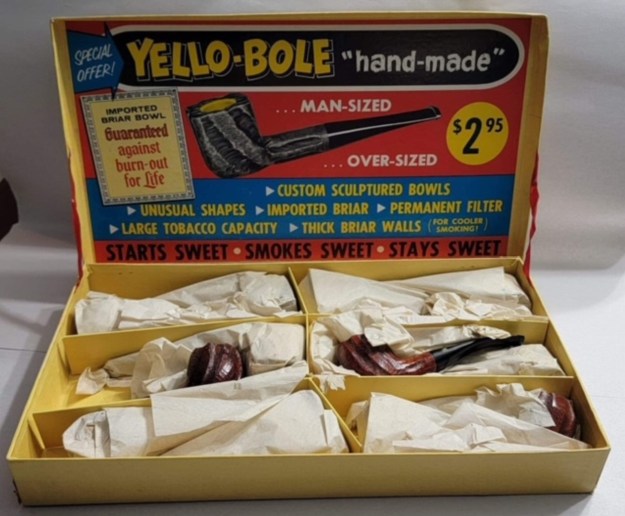 SPECIAL
OFFER!
YELLO-BOLE "hand-made"
IMPORTED
BRIAR BOWL
Guaranteed
against
burn-out
for Life
... MAN-SIZED
$2.95
... OVER-SIZED
▶ CUSTOM SCULPTURED BOWLS
▶ UNUSUAL SHAPES ▶ IMPORTED BRIAR ▶ PERMANENT FILTER
▶ LARGE TOBACCO CAPACITY ▶ THICK BRIAR WALLS (FOR COOLER SMOKING!)
STARTS SWEET • SMOKES SWEET • STAYS SWEET